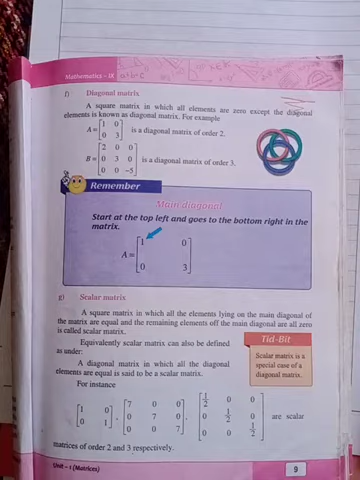 Mathematics – IX
f) Diagonal matrix
A square matrix in which all elements are zero except the diagonal
elements is known as diagonal matrix. For example
A = [1 0
0 3] is a diagonal matrix of order 2.
B = [2 0 0
0 3 0
0 0 -5] is a diagonal matrix of order 3.
Remember
Main diagonal
Start at the top left and goes to the bottom right in the
matrix.
A = [1 0
0 3]
g) Scalar matrix
A square matrix in which all the elements lying on the main diagonal of
the matrix are equal and the remaining elements off the main diagonal are all zero
is called scalar matrix.
Equivalently scalar matrix can also be defined
as under:
A diagonal matrix in which all the diagonal
elements are equal is said to be a scalar matrix.
Tid-Bit
Scalar matrix is a
special case of a
diagonal matrix.
For instance
[1 0
0 1], [7 0 0
0 7 0
0 0 7], [1/2 0 0
0 1/2 0
0 0 1/2] are scalar
matrices of order 2 and 3 respectively.
Unit – 1 (Matrices)
9